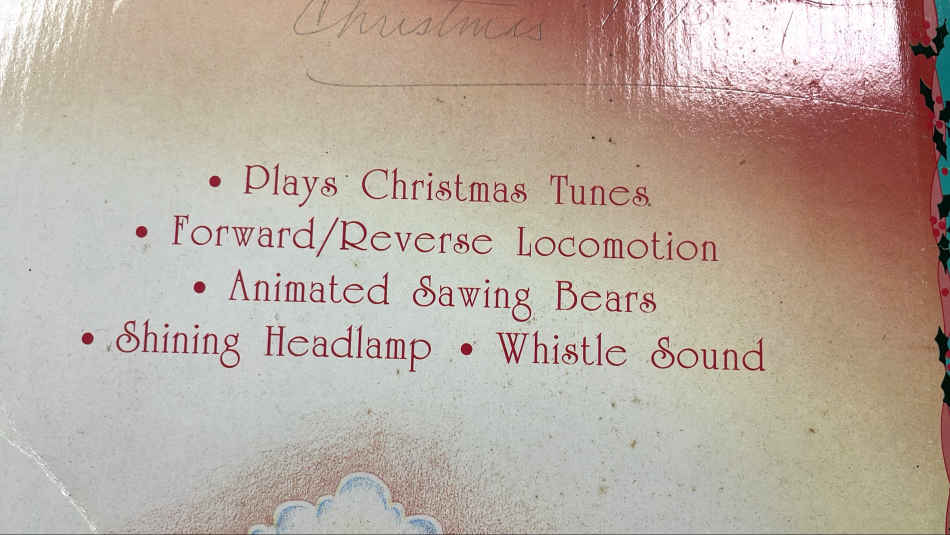 Christmas
• Plays Christmas Tunes
• Forward/Reverse Locomotion
• Animated Sawing Bears
• Shining Headlamp • Whistle Sound